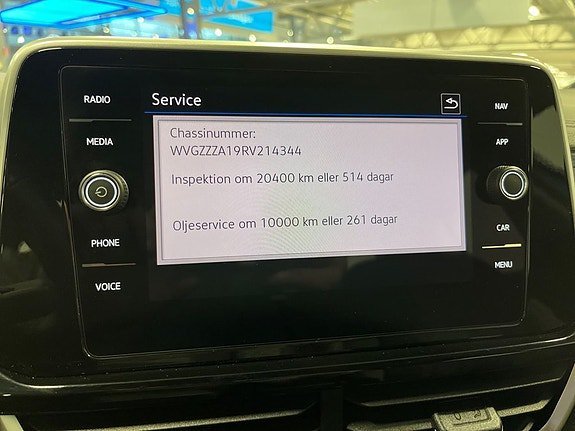 RADIO
MEDIA
PHONE
VOICE
Service
Chassinummer:
WVGZZZA19RV214344
Inspektion om 20400 km eller 514 dagar
Oljeservice om 10000 km eller 261 dagar
NAV
APP
CAR
MENU